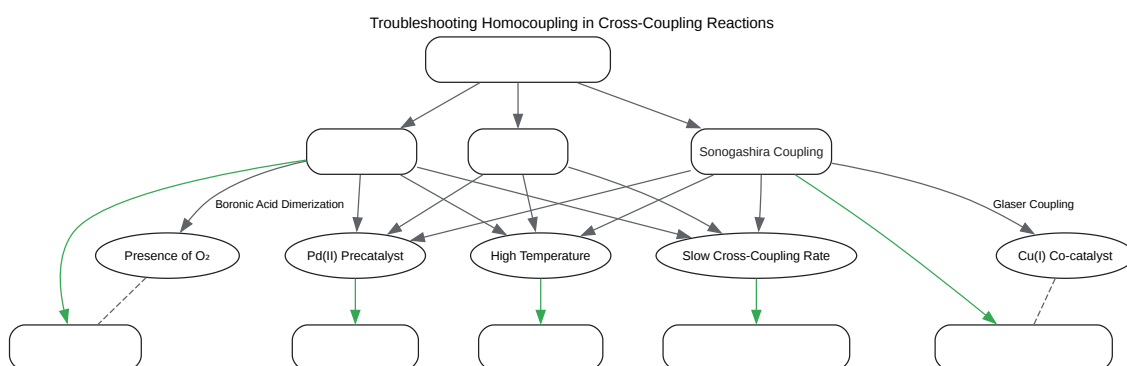 Troubleshooting Homocoupling in Cross-Coupling Reactions
Sonogashira Coupling
Boronic Acid Dimerization
Glaser Coupling
Presence of O₂
Pd(II) Precatalyst
High Temperature
Slow Cross-Coupling Rate
Cu(I) Co-catalyst